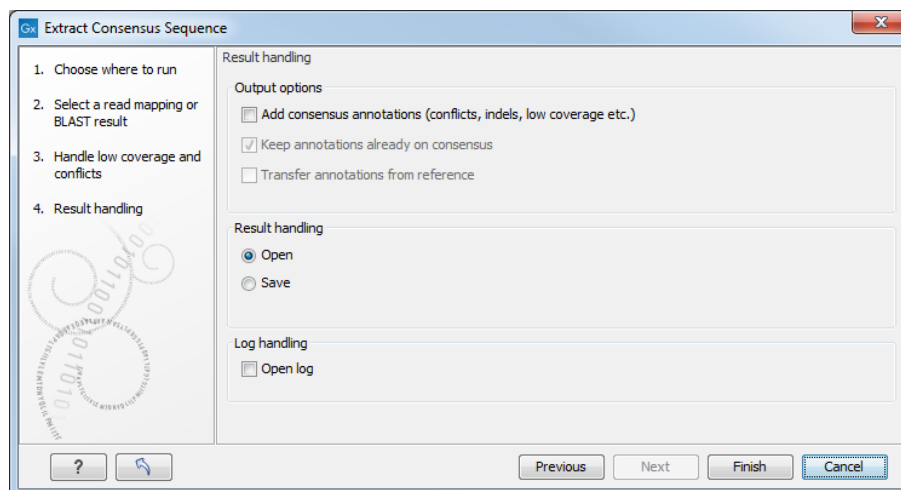 Gx Extract Consensus Sequence
1. Choose where to run
2. Select a read mapping or
BLAST result
3. Handle low coverage and
conflicts
4. Result handling
Result handling
Output options
Add consensus annotations (conflicts, indels, low coverage etc.)
Keep annotations already on consensus
Transfer annotations from reference
Result handling
Open
Save
Log handling
Open log
?
Previous
Next
Finish
Cancel